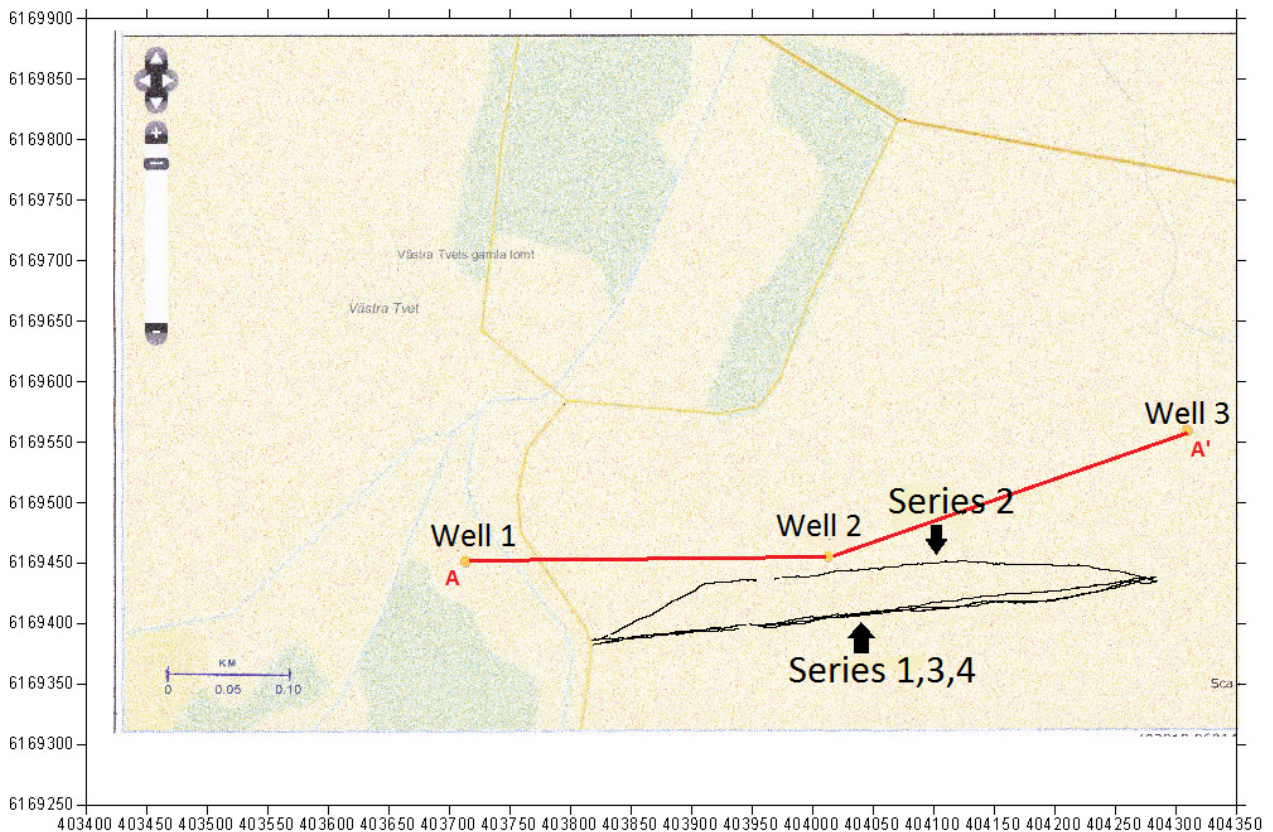 6169900
6169850
6169800
6169750
6169700
6169650
6169600
6169550
6169500
6169450
6169400
6169350
6169300
6169250
+
−
-
Västra Tvets gamla tomt
Västra Tvet
Well 3
A'
Series 2
Well 2
Well 1
A
Series 1,3,4
KM
0 0.05 0.10
Sca
403400 403450 403500 403550 403600 403650 403700 403750 403800 403850 403900 403950 404000 404050 404100 404150 404200 404250 404300 404350